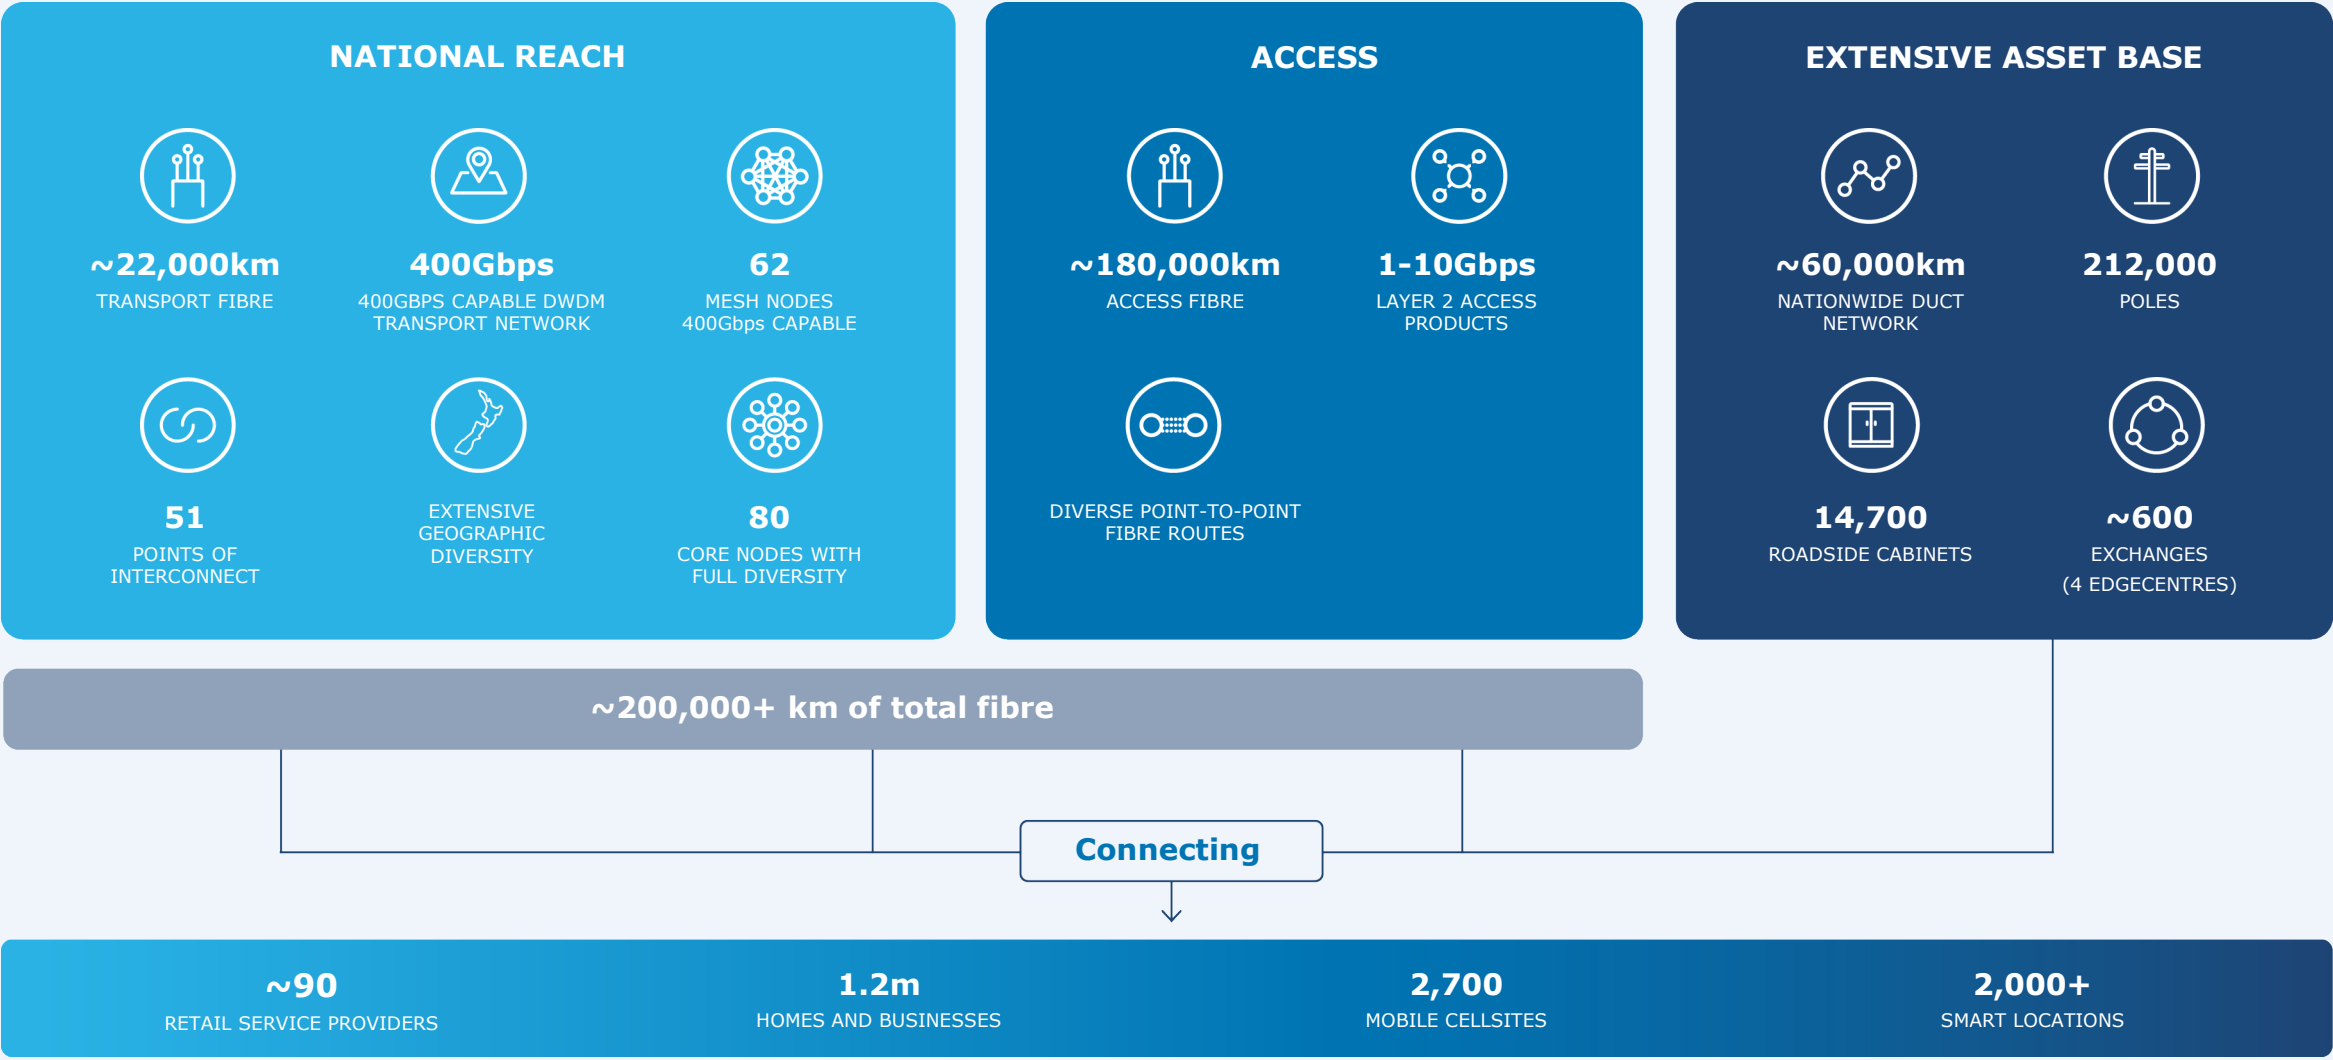 NATIONAL REACH
~22,000km
TRANSPORT FIBRE
400Gbps
400GBPS CAPABLE DWDM
TRANSPORT NETWORK
62
MESH NODES
400Gbps CAPABLE
51
POINTS OF
INTERCONNECT
EXTENSIVE
GEOGRAPHIC
DIVERSITY
80
CORE NODES WITH
FULL DIVERSITY
ACCESS
~180,000km
ACCESS FIBRE
1-10Gbps
LAYER 2 ACCESS
PRODUCTS
DIVERSE POINT-TO-POINT
FIBRE ROUTES
EXTENSIVE ASSET BASE
~60,000km
NATIONWIDE DUCT
NETWORK
212,000
POLES
14,700
ROADSIDE CABINETS
~600
EXCHANGES
(4 EDGECENTRES)
~200,000+ km of total fibre
Connecting
~90
RETAIL SERVICE PROVIDERS
1.2m
HOMES AND BUSINESSES
2,700
MOBILE CELLSITES
2,000+
SMART LOCATIONS